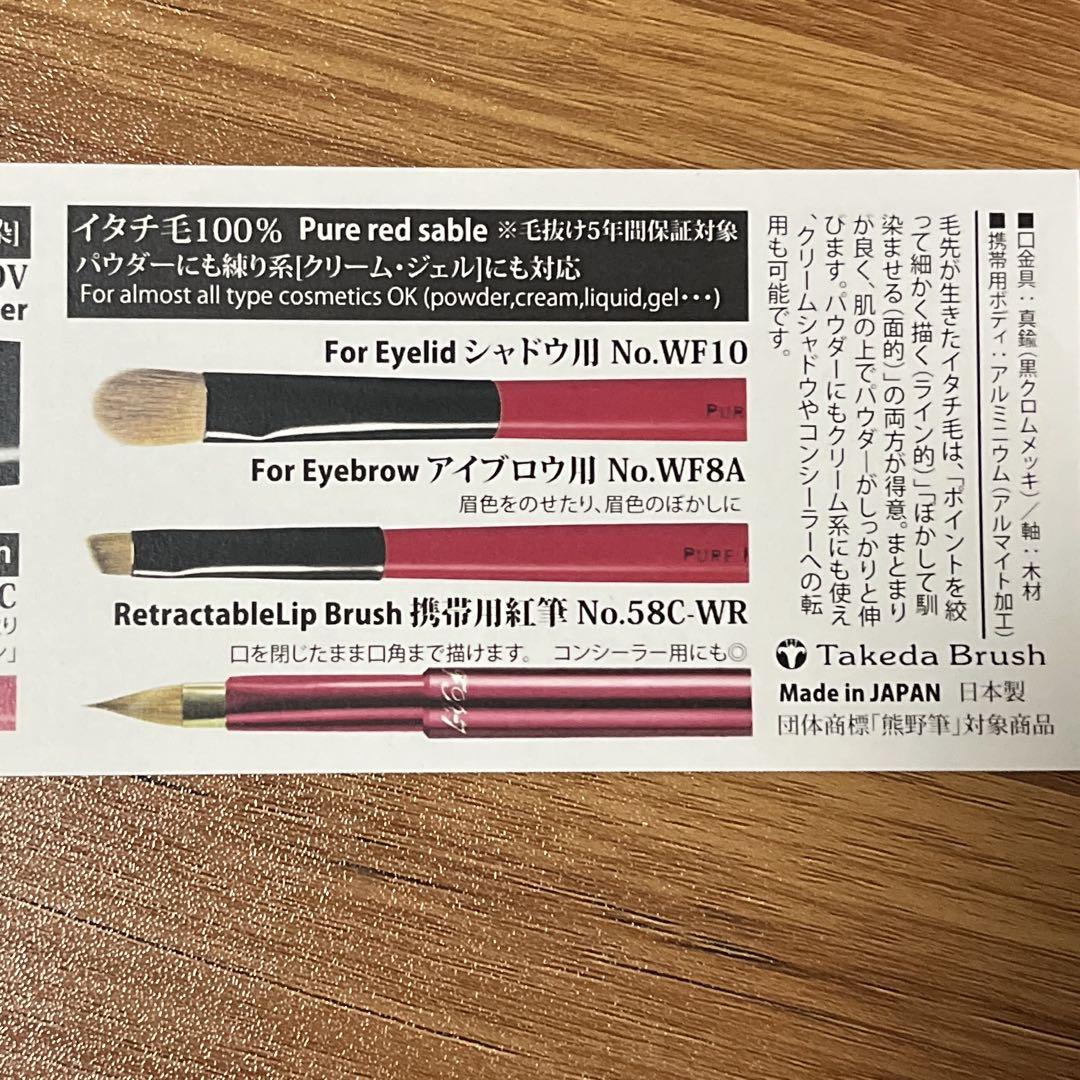 染]
0V
er
n
C
り
ン」
イタチ毛100% Pure red sable ※毛抜け5年間保証対象
パウダーにも練り系[クリーム・ジェル]にも対応
For almost all type cosmetics OK (powder,cream,liquid,gel・・・)
For Eyelid シャドウ用 No.WF10
PUR
For Eyebrow アイブロウ用 No.WF8A
眉色をのせたり、眉色のぼかしに
PURE
RetractableLip Brush 携帯用紅筆 No.58C-WR
口を閉じたまま口角まで描けます。 コンシーラー用にも◎
■口金具：真鍮(黒クロムメッキ)／軸：木材
■携帯用ボディ：アルミニウム(アルマイト加工)
毛先が生きたイタチ毛は、「ポイントを絞
って細かく描く(ライン的)」「ぼかして馴
染ませる(面的)」の両方が得意。まとまり
が良く、肌の上でパウダーがしっかりと伸
びます。パウダーにもクリーム系にも使え
、クリームシャドウやコンシーラーへの転
用も可能です。
Takeda Brush
Made in JAPAN 日本製
団体商標「熊野筆」対象商品